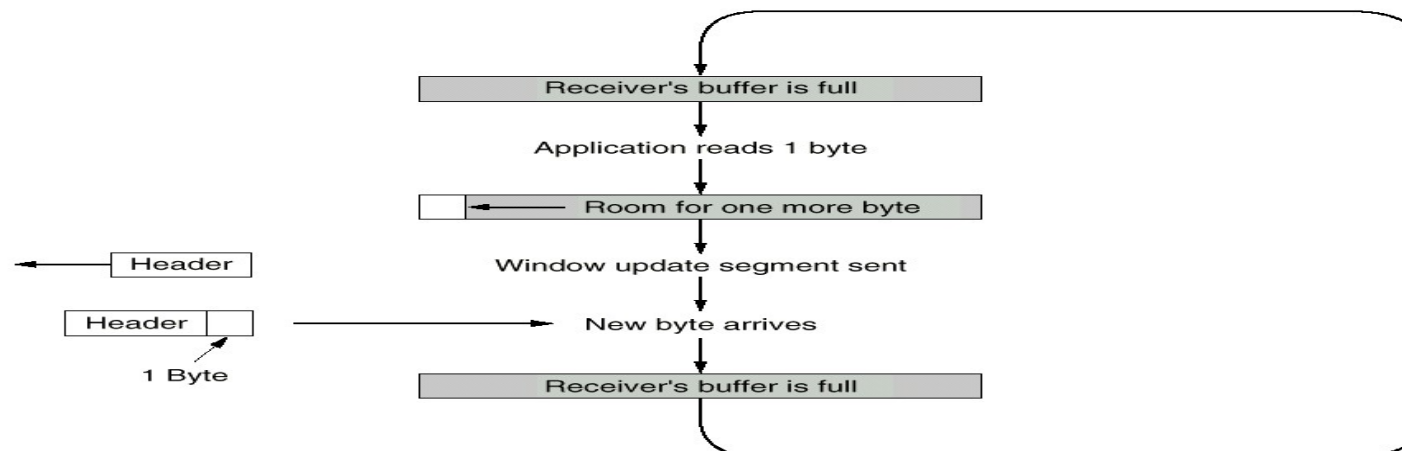 Receiver's buffer is full
Application reads 1 byte
Room for one more byte
Header
Window update segment sent
Header
New byte arrives
1 Byte
Receiver's buffer is full